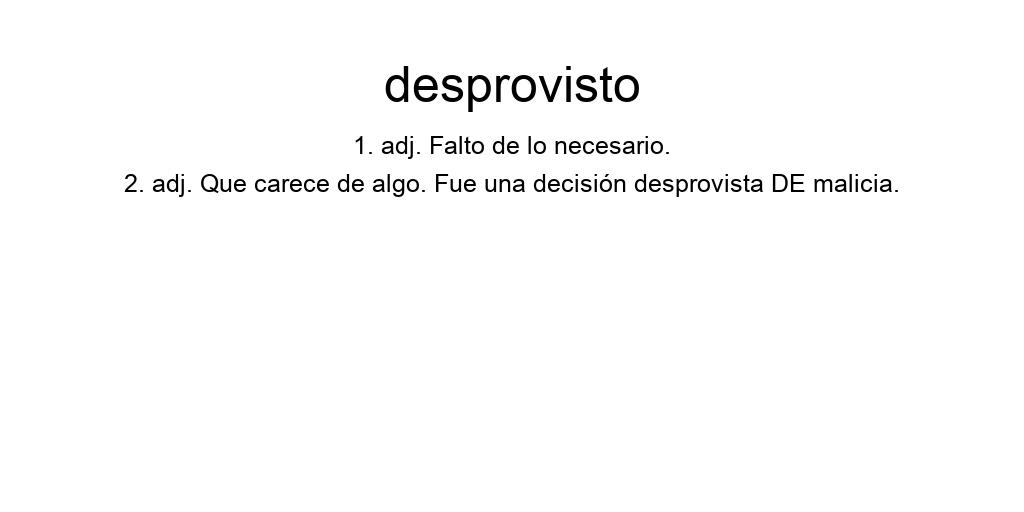 desprovisto
1. adj. Falto de lo necesario.
2. adj. Que carece de algo. Fue una decisión desprovista DE malicia.